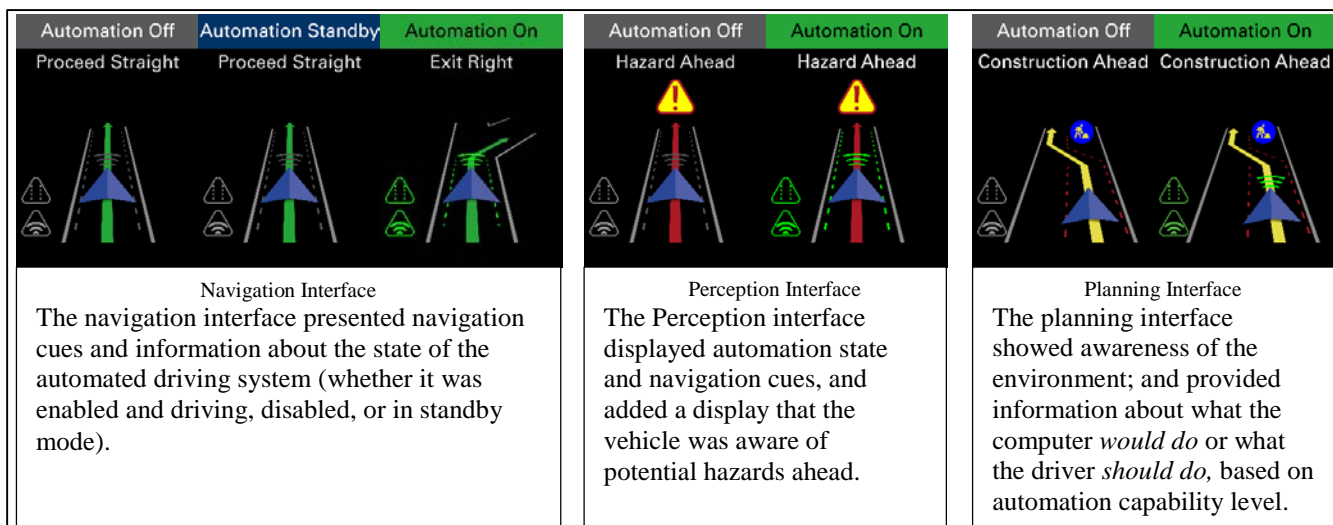 Automation Off
Automation Standby
Automation On
Proceed Straight
Proceed Straight
Exit Right
Navigation Interface
The navigation interface presented navigation
cues and information about the state of the
automated driving system (whether it was
enabled and driving, disabled, or in standby
mode).
Automation Off
Automation On
Hazard Ahead
Hazard Ahead
Perception Interface
The Perception interface
displayed automation state
and navigation cues, and
added a display that the
vehicle was aware of
potential hazards ahead.
Automation Off
Automation On
Construction Ahead
Construction Ahead
Planning Interface
The planning interface
showed awareness of the
environment; and provided
information about what the
computer would do or what
the driver should do, based on
automation capability level.